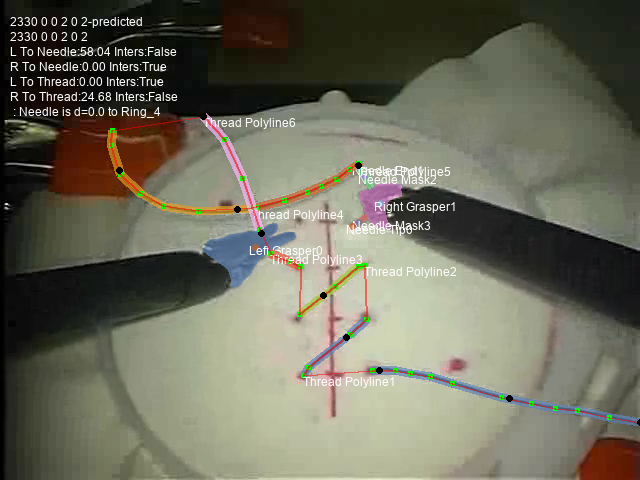 2330 0 0 2 0 2-predicted
2330 0 0 2 0 2
L To Needle:58.04 Inters:False
R To Needle:0.00 Inters:True
L To Thread:0.00 Inters:True
R To Thread:24.68 Inters:False
: Needle is d=0.0 to Ring_4
Thread Polyline6
Thread Polyline5
Needle Mask2
Right Grasper1
Thread Polyline4
Needle Mask3
Left Grasper0
Thread Polyline3
Thread Polyline2
Thread Polyline1